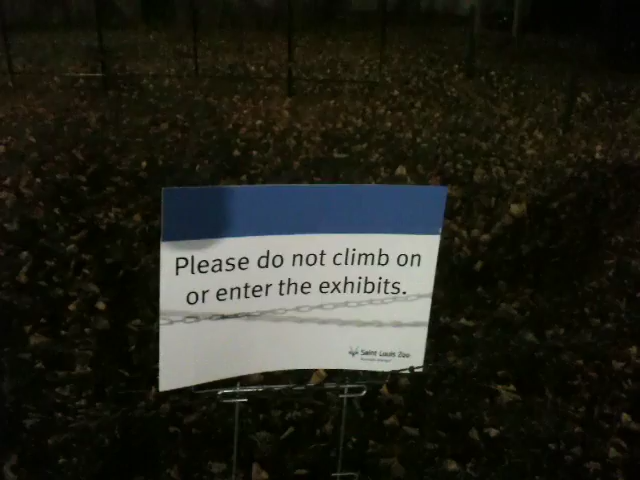 Please do not climb on
or enter the exhibits.
Saint Louis Zoo